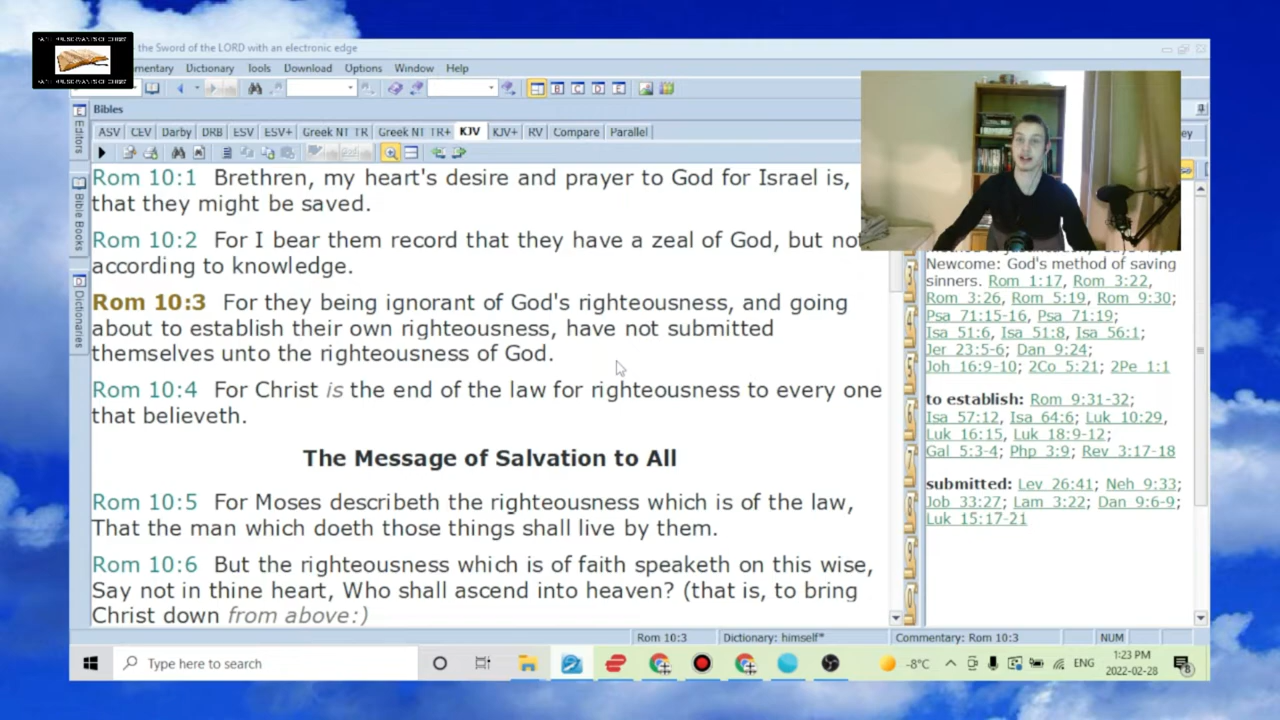 the Sword of the LORD with an electronic edge
mentary Dictionary Tools Download Options Window Help
Bibles
ASV CEV Darby DRB ESV ESV+ Greek NT TR Greek NT TR+ KJV KJV+ RV Compare Parallel
Editors
Bible Books
Dictionaries
Rom 10:1 Brethren, my heart's desire and prayer to God for Israel is,
that they might be saved.
Rom 10:2 For I bear them record that they have a zeal of God, but not
according to knowledge.
Rom 10:3 For they being ignorant of God's righteousness, and going
about to establish their own righteousness, have not submitted
themselves unto the righteousness of God.
Rom 10:4 For Christ is the end of the law for righteousness to every one
that believeth.
The Message of Salvation to All
Rom 10:5 For Moses describeth the righteousness which is of the law,
That the man which doeth those things shall live by them.
Rom 10:6 But the righteousness which is of faith speaketh on this wise,
Say not in thine heart, Who shall ascend into heaven? (that is, to bring
Christ down from above:)
ey
Newcome: God's method of saving
sinners. Rom 1:17, Rom 3:22,
Rom 3:26, Rom 5:19, Rom 9:30;
Psa 71:15-16, Psa 71:19;
Isa 51:6, Isa 51:8, Isa 56:1;
Jer 23:5-6; Dan 9:24;
Joh 16:9-10; 2Co 5:21; 2Pe 1:1
to establish: Rom 9:31-32;
Isa 57:12, Isa 64:6; Luk 10:29,
Luk 16:15, Luk 18:9-12;
Gal 5:3-4; Php 3:9; Rev 3:17-18
submitted: Lev 26:41; Neh 9:33;
Job 33:27; Lam 3:22; Dan 9:6-9;
Luk 15:17-21
Rom 10:3 Dictionary: himself* Commentary: Rom 10:3 NUM
Type here to search
-8°C ENG 1:23 PM
2022-02-28
8